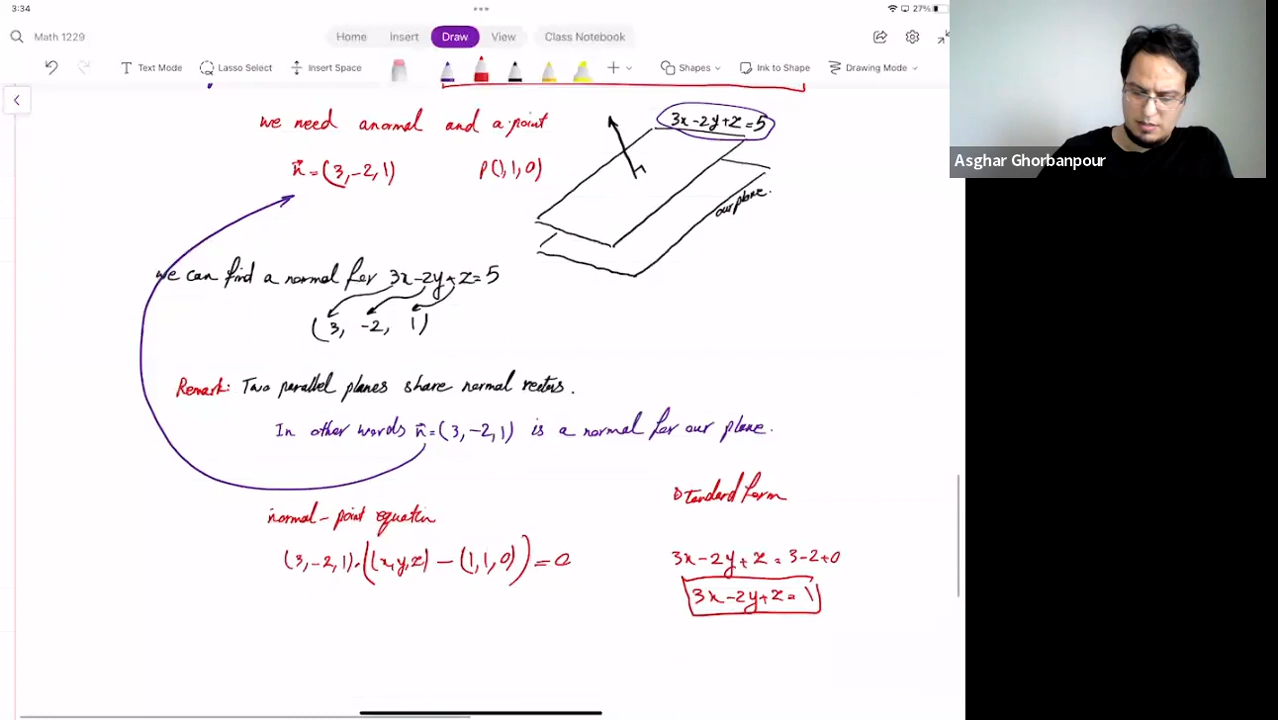 3:34
27%
Math 1229
Home Insert Draw View Class Notebook
Text Mode Lasso Select Insert Space Shapes Ink to Shape Drawing Mode
Asghar Ghorbanpour
we need a normal and a point
3x-2y+z=5
n⃗ = (3,-2,1) P(1,1,0)
our plane.
we can find a normal for 3x-2y+z=5
(3, -2, 1)
Remark: Two parallel planes share normal vectors.
In other words n⃗=(3,-2,1) is a normal for our plane.
Standard form
normal-point equation
(3,-2,1)·((x,y,z) - (1,1,0)) = 0
3x-2y+z = 3-2+0
3x-2y+z = 1